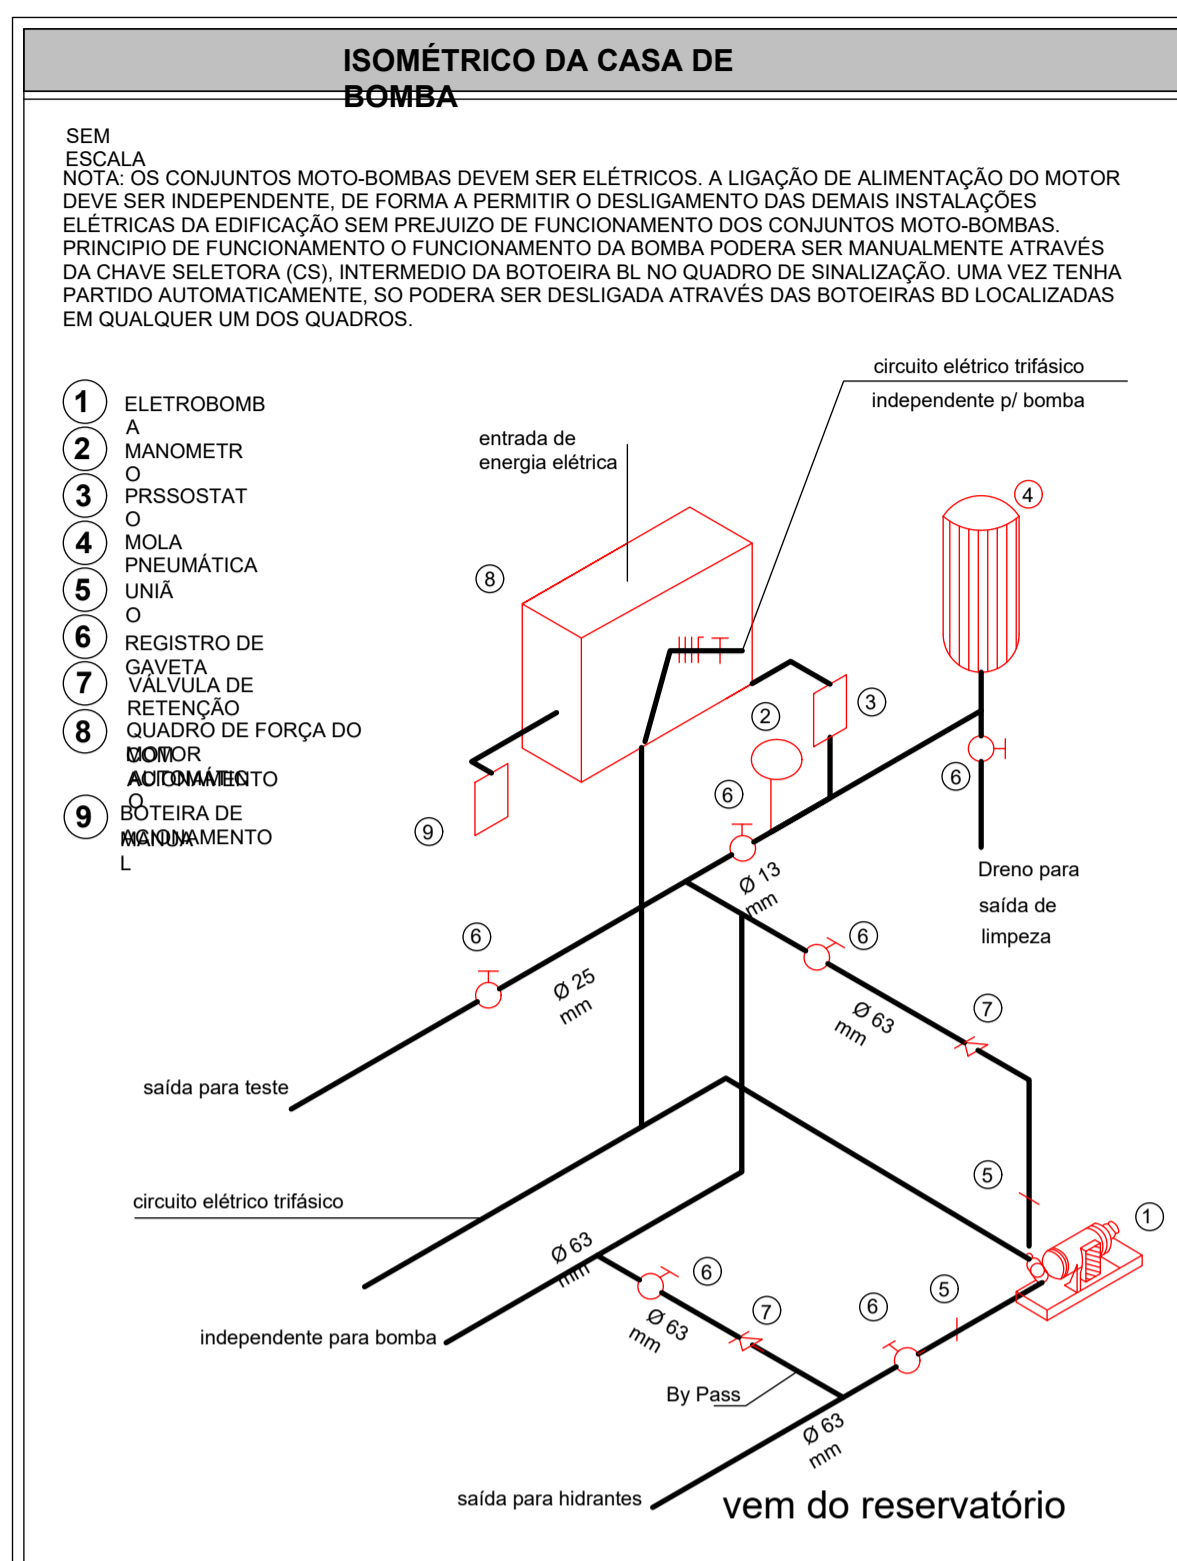 ISOMÉTRICO DA CASA DE
BOMBA
SEM
ESCALA
NOTA: OS CONJUNTOS MOTO-BOMBAS DEVEM SER ELÉTRICOS. A LIGAÇÃO DE ALIMENTAÇÃO DO MOTOR
DEVE SER INDEPENDENTE, DE FORMA A PERMITIR O DESLIGAMENTO DAS DEMAIS INSTALAÇÕES
ELÉTRICAS DA EDIFICAÇÃO SEM PREJUIZO DE FUNCIONAMENTO DOS CONJUNTOS MOTO-BOMBAS.
PRINCIPIO DE FUNCIONAMENTO O FUNCIONAMENTO DA BOMBA PODERA SER MANUALMENTE ATRAVÉS
DA CHAVE SELETORA (CS), INTERMEDIO DA BOTOEIRA BL NO QUADRO DE SINALIZAÇÃO. UMA VEZ TENHA
PARTIDO AUTOMATICAMENTE, SO PODERA SER DESLIGADA ATRAVÉS DAS BOTOEIRAS BD LOCALIZADAS
EM QUALQUER UM DOS QUADROS.
1 ELETROBOMB
A
2 MANOMETR
O
3 PRSSOSTAT
O
4 MOLA
PNEUMÁTICA
5 UNIÃ
O
6 REGISTRO DE
GAVETA
7 VÁLVULA DE
RETENÇÃO
8 QUADRO DE FORÇA DO
MOTOR
COM
ACIONAMENTO
AUTOMÁTIC
O
9 BOTEIRA DE
ACIONAMENTO
MANUA
L
circuito elétrico trifásico
independente p/ bomba
entrada de
energia elétrica
4
8
3
2
6
6
9
Dreno para
saída de
limpeza
Ø 13
mm
6
6
Ø 25
mm
Ø 63
mm
7
saída para teste
5
circuito elétrico trifásico
1
Ø 63
mm
6
5
6
7
Ø 63
mm
independente para bomba
By Pass
Ø 63
mm
saída para hidrantes
vem do reservatório